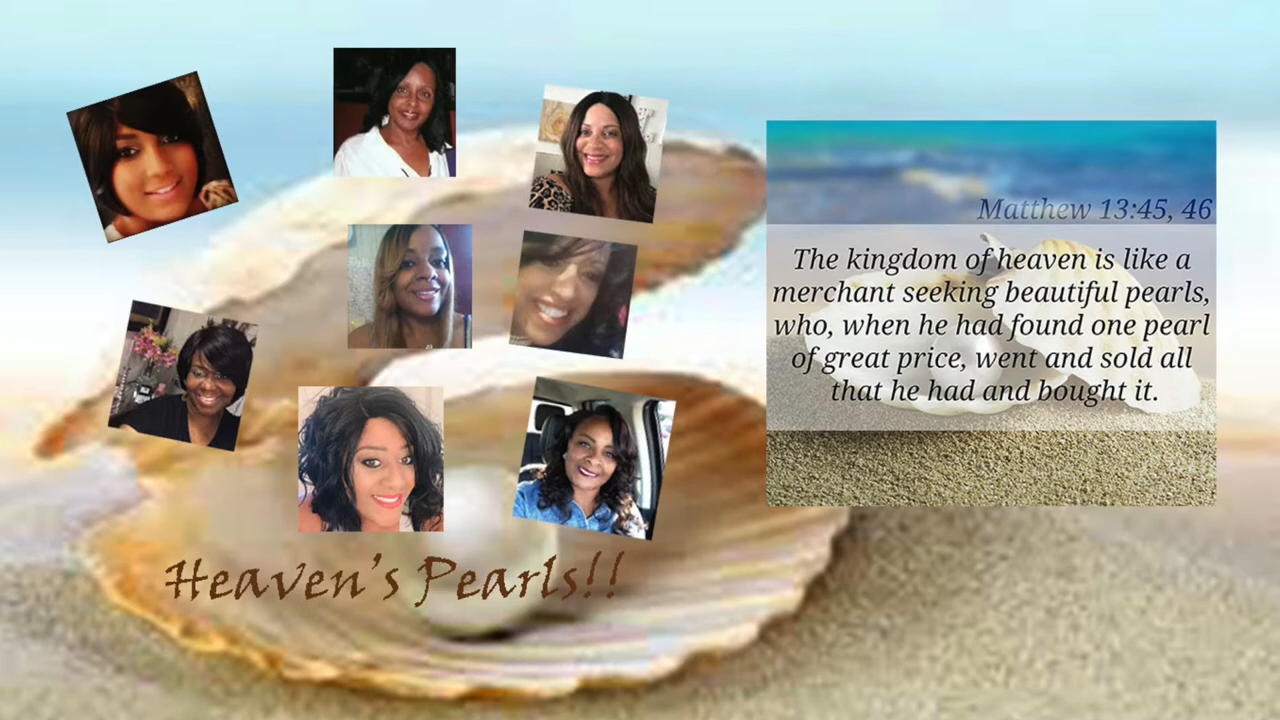 Heaven's Pearls!!
Matthew 13:45, 46
The kingdom of heaven is like a
merchant seeking beautiful pearls,
who, when he had found one pearl
of great price, went and sold all
that he had and bought it.